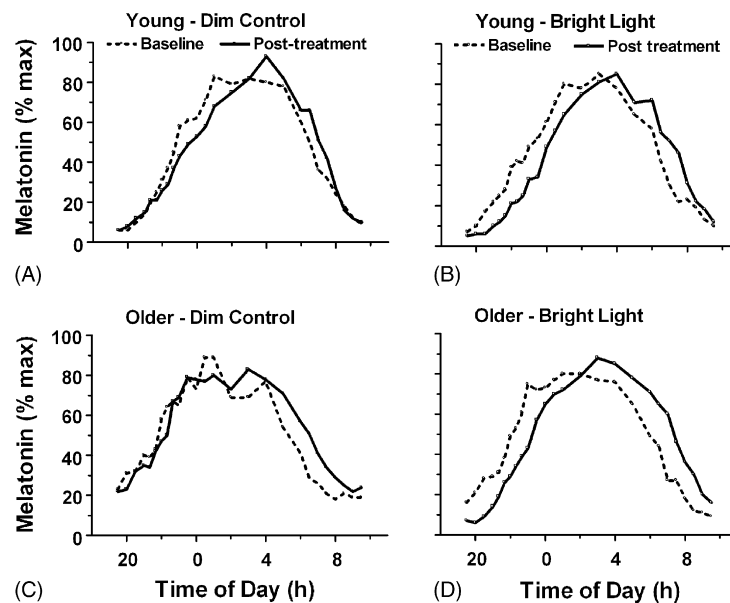 Young - Dim Control
Baseline Post-treatment
Young - Bright Light
Baseline Post treatment
Melatonin (% max)
100
80
60
40
20
0
(A)
(B)
Older - Dim Control
Older - Bright Light
Melatonin (% max)
100
80
60
40
20
0
20 0 4 8
20 0 4 8
(C)
Time of Day (h)
(D)
Time of Day (h)